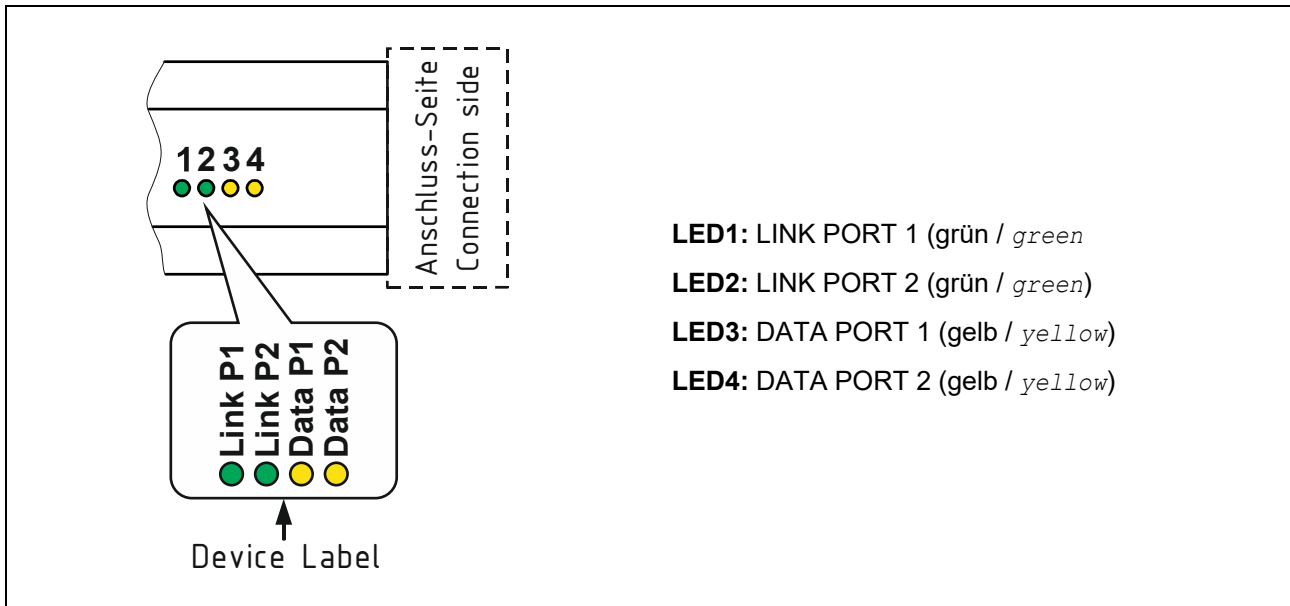 Anschluss-Seite
Connection side
1 2 3 4
Link P1
Link P2
Data P1
Data P2
Device Label
LED1: LINK PORT 1 (grün / green
LED2: LINK PORT 2 (grün / green)
LED3: DATA PORT 1 (gelb / yellow)
LED4: DATA PORT 2 (gelb / yellow)